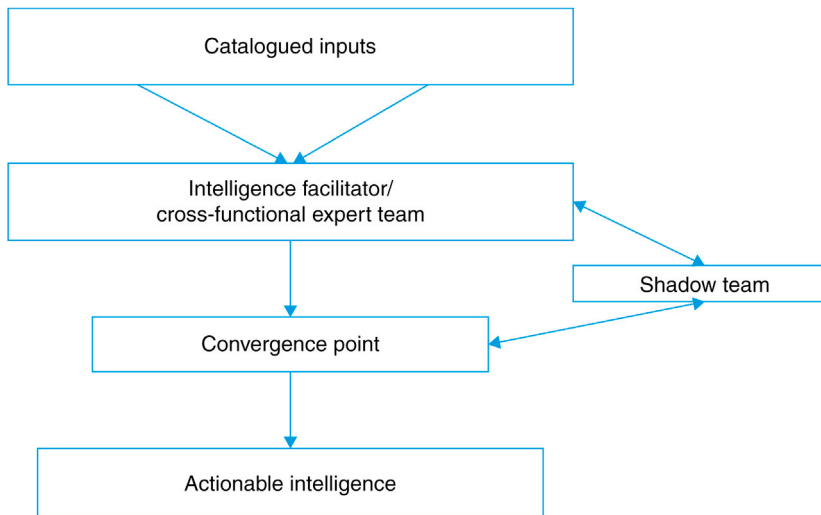 Catalogued inputs
Intelligence facilitator/
cross-functional expert team
Shadow team
Convergence point
Actionable intelligence